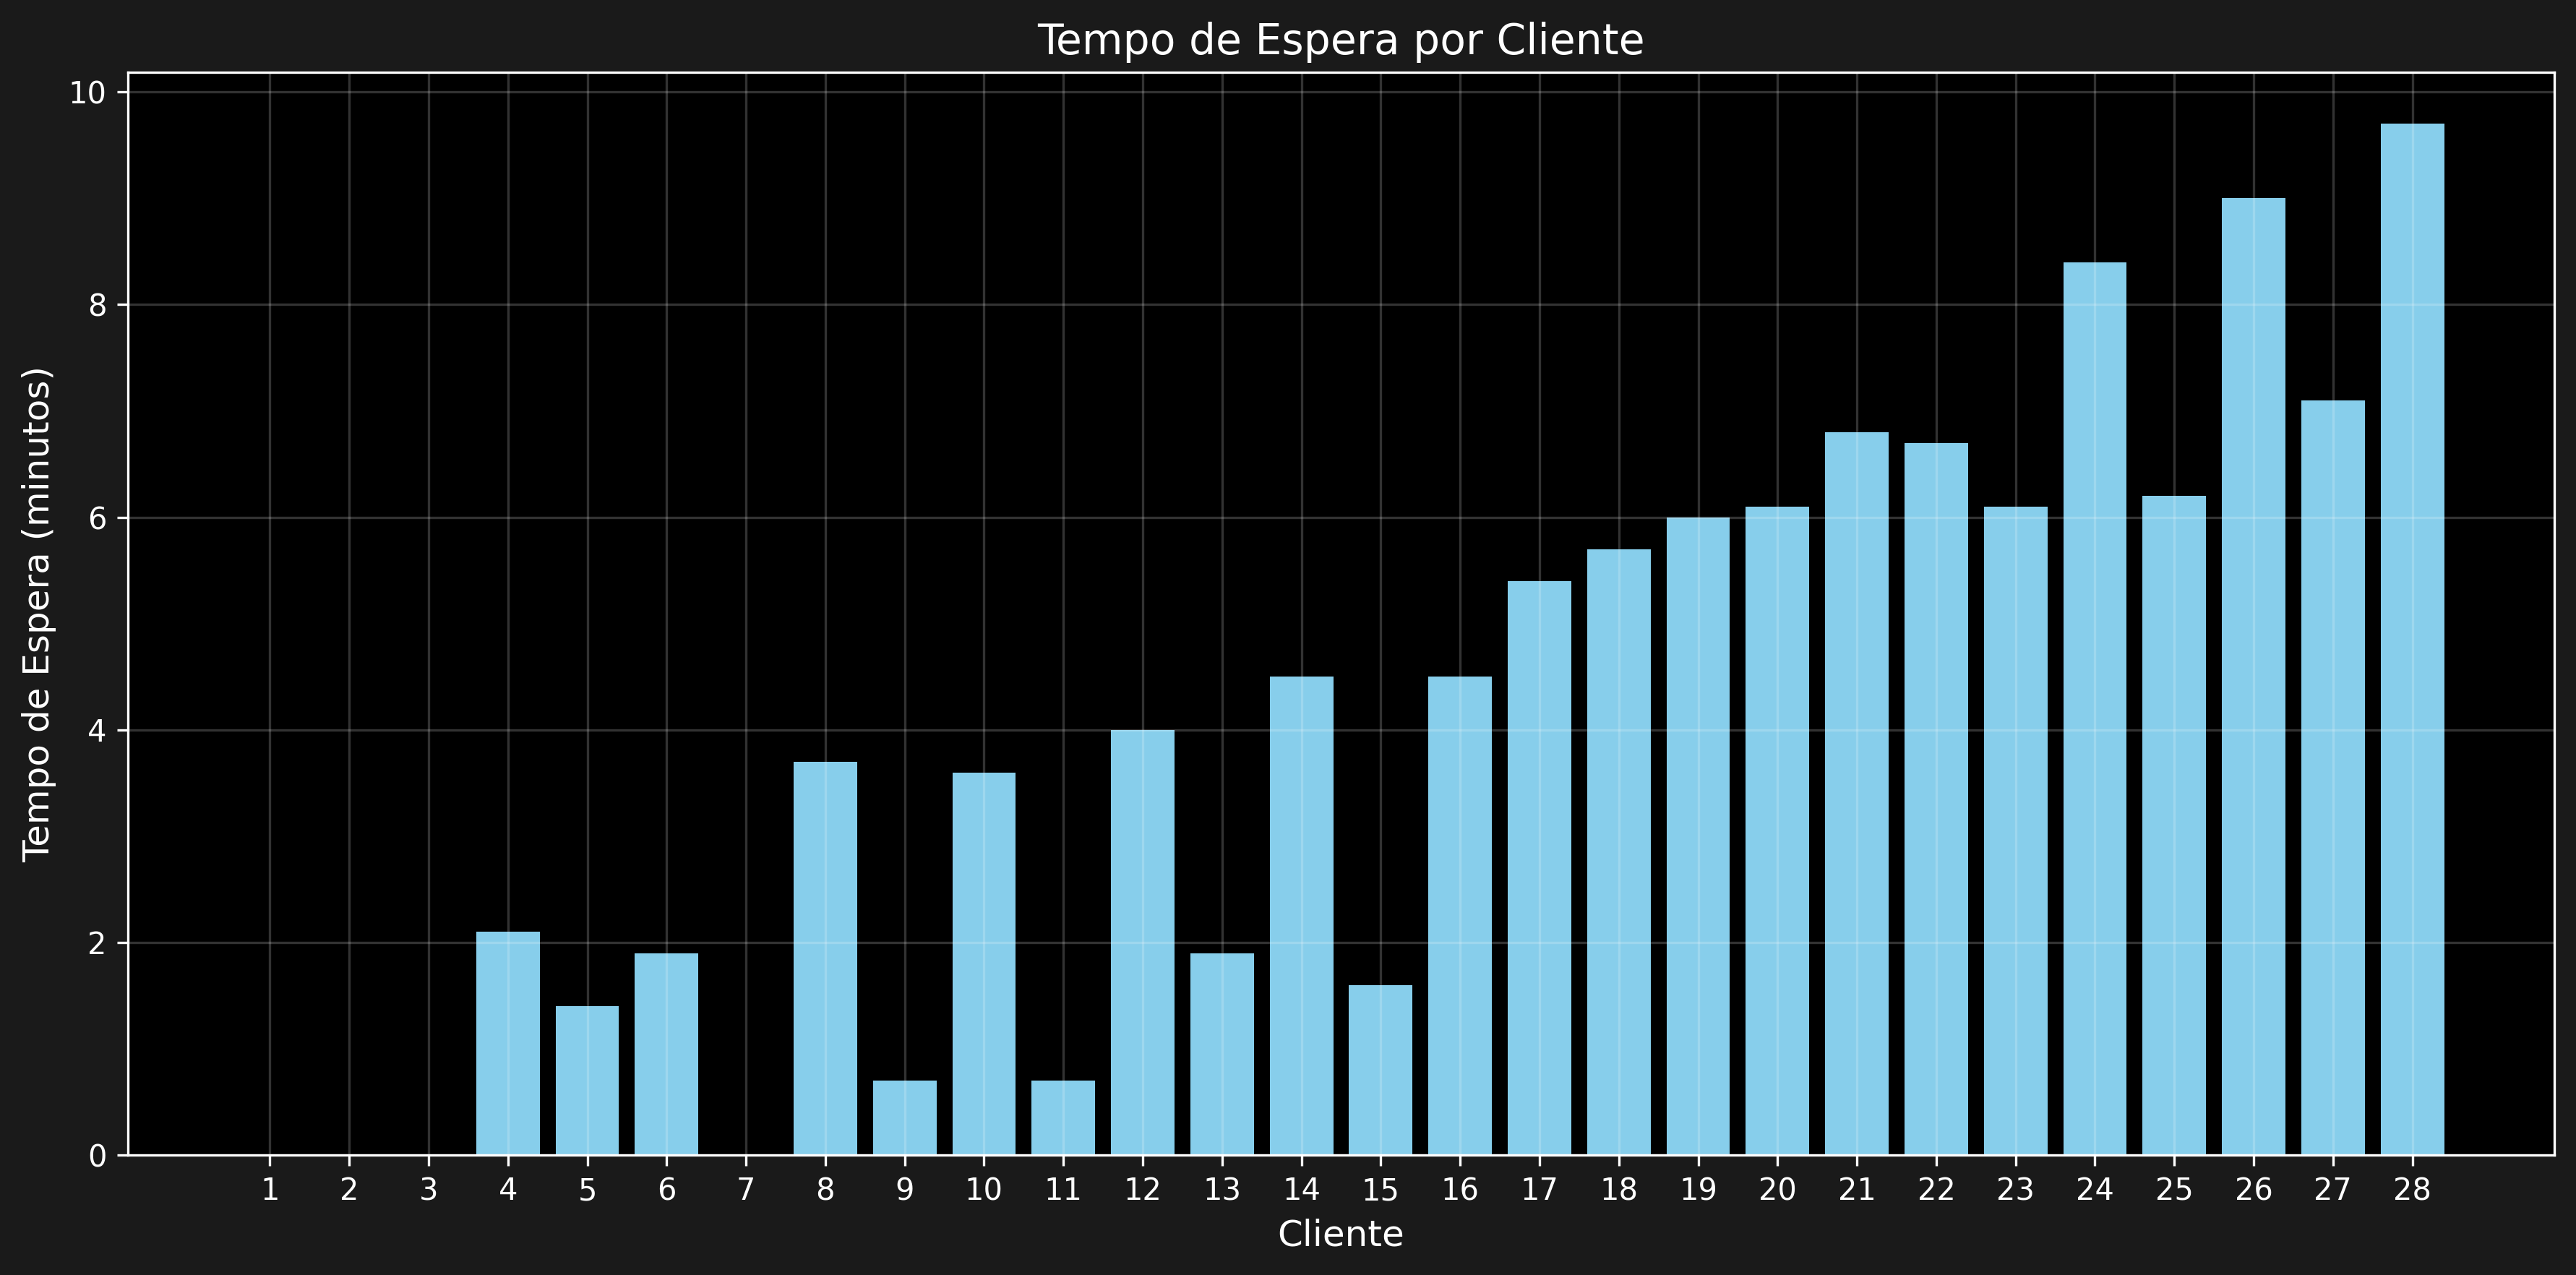 Tempo de Espera por Cliente
Tempo de Espera (minutos)
10
8
6
4
2
0
1 2 3 4 5 6 7 8 9 10 11 12 13 14 15 16 17 18 19 20 21 22 23 24 25 26 27 28
Cliente